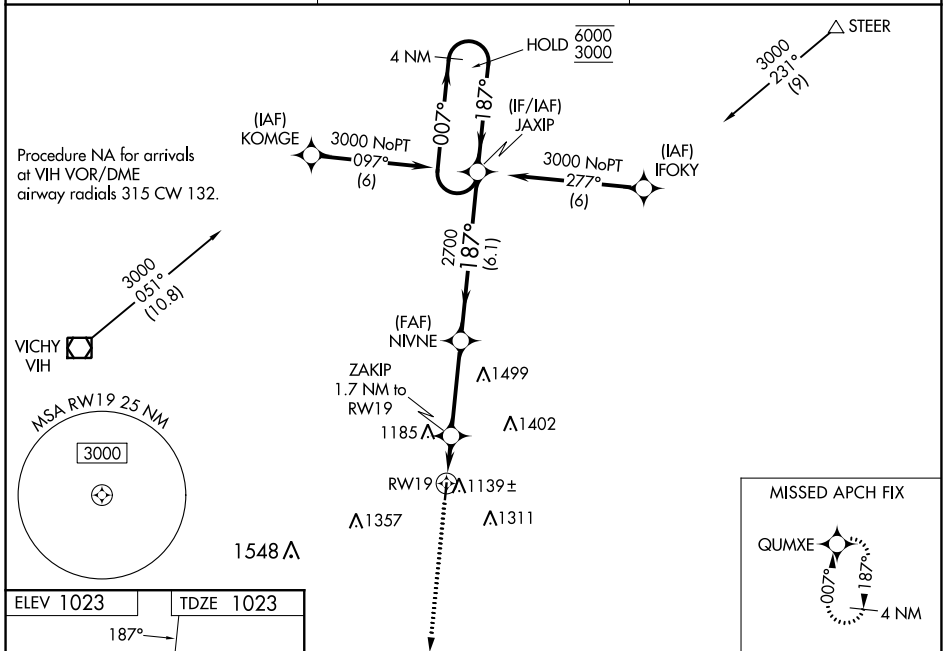 STEER
3000
231°
(9)
HOLD 6000
3000
4 NM
007°
187°
(IF/IAF)
JAXIP
(IAF)
KOMGE
3000 NoPT
097°
(6)
3000 NoPT
277°
(6)
(IAF)
IFOKY
Procedure NA for arrivals
at VIH VOR/DME
airway radials 315 CW 132.
3000
051°
(10.8)
VICHY
VIH
2700
187°
(6.1)
(FAF)
NIVNE
ZAKIP
1.7 NM to
RW19
1499
1185
1402
RW19
1139±
1357
1311
1548
MSA RW19 25 NM
3000
MISSED APCH FIX
QUMXE
007°
187°
4 NM
ELEV 1023
TDZE 1023
187°